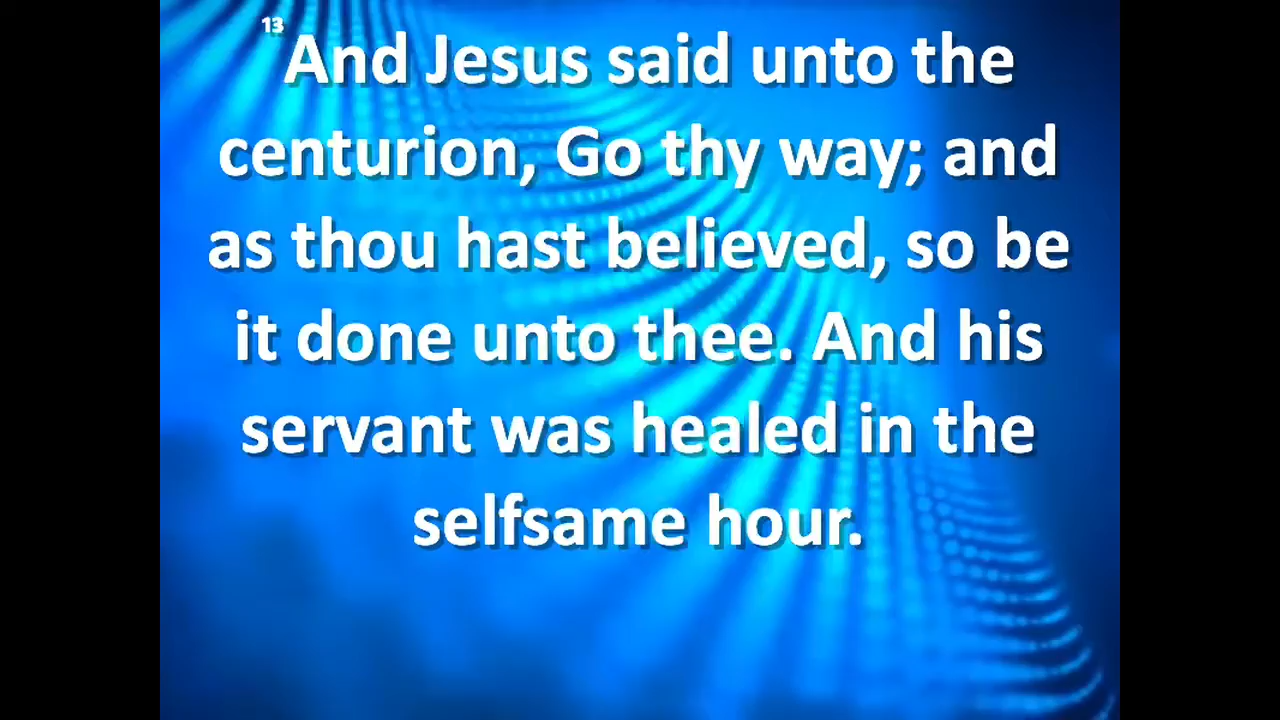 13 And Jesus said unto the
centurion, Go thy way; and
as thou hast believed, so be
it done unto thee. And his
servant was healed in the
selfsame hour.